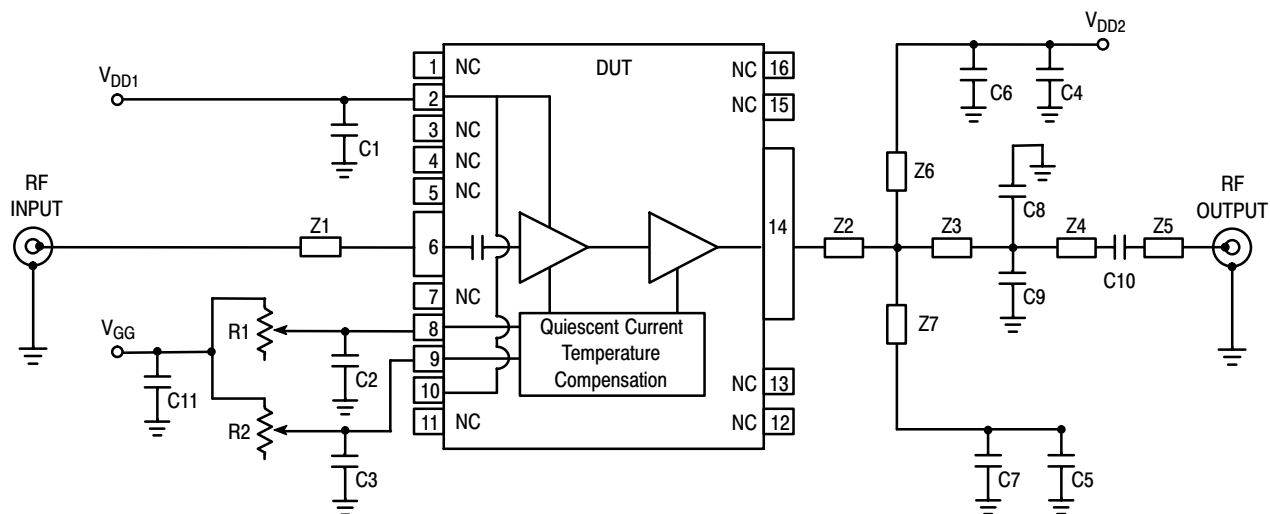 VDD1
C1
RF
INPUT
Z1
VGG
C11
R1
R2
C2
C3
DUT
1 NC
2
3 NC
4 NC
5 NC
6
7 NC
8
9
10
11 NC
Quiescent Current
Temperature
Compensation
NC 16
NC 15
14
NC 13
NC 12
VDD2
C6
C4
Z6
Z2
Z3
C8
Z4
Z5
C10
C9
Z7
C7
C5
RF
OUTPUT